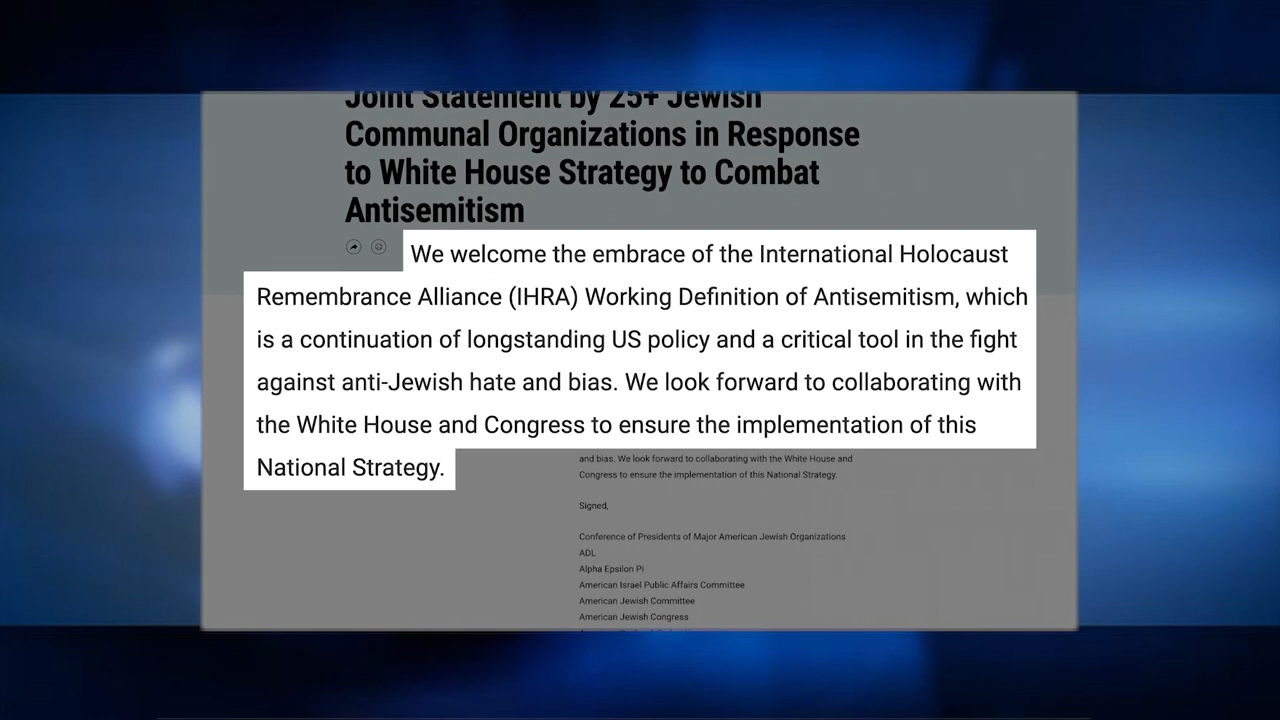 Joint Statement by 25+ Jewish
Communal Organizations in Response
to White House Strategy to Combat
Antisemitism
We welcome the embrace of the International Holocaust
Remembrance Alliance (IHRA) Working Definition of Antisemitism, which
is a continuation of longstanding US policy and a critical tool in the fight
against anti-Jewish hate and bias. We look forward to collaborating with
the White House and Congress to ensure the implementation of this
National Strategy.
and bias. We look forward to collaborating with the White House and
Congress to ensure the implementation of this National Strategy.
Signed,
Conference of Presidents of Major American Jewish Organizations
ADL
Alpha Epsilon Pi
American Israel Public Affairs Committee
American Jewish Committee
American Jewish Congress